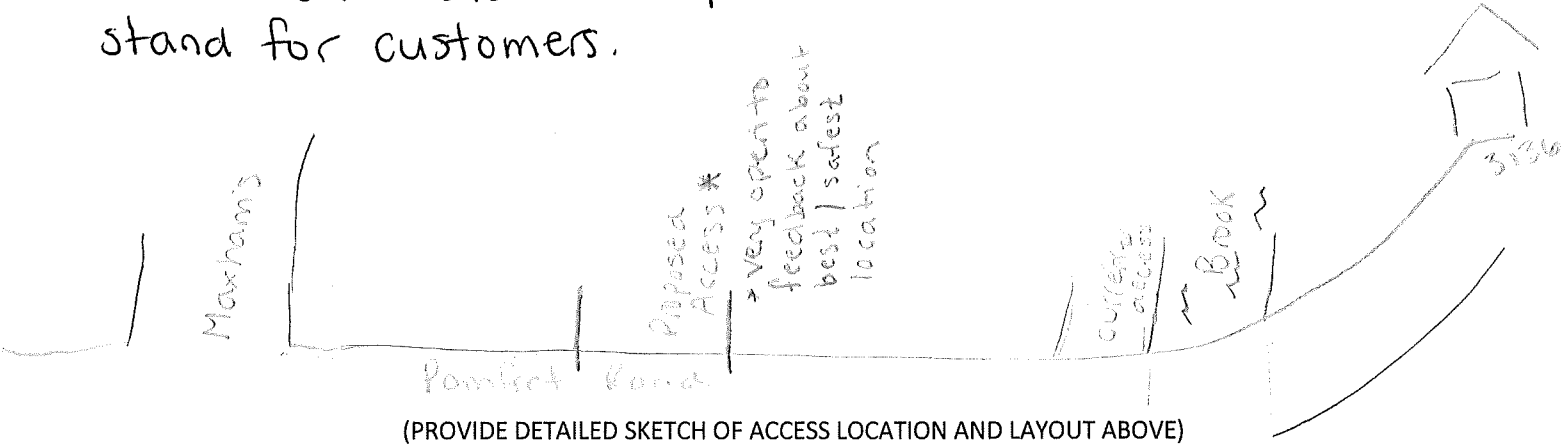 stand for customers.
Maxham's
Proposed
Access *
> very open to
feedback about
best / safest
location
current
access
Brook
Pomfret Road
(PROVIDE DETAILED SKETCH OF ACCESS LOCATION AND LAYOUT ABOVE)